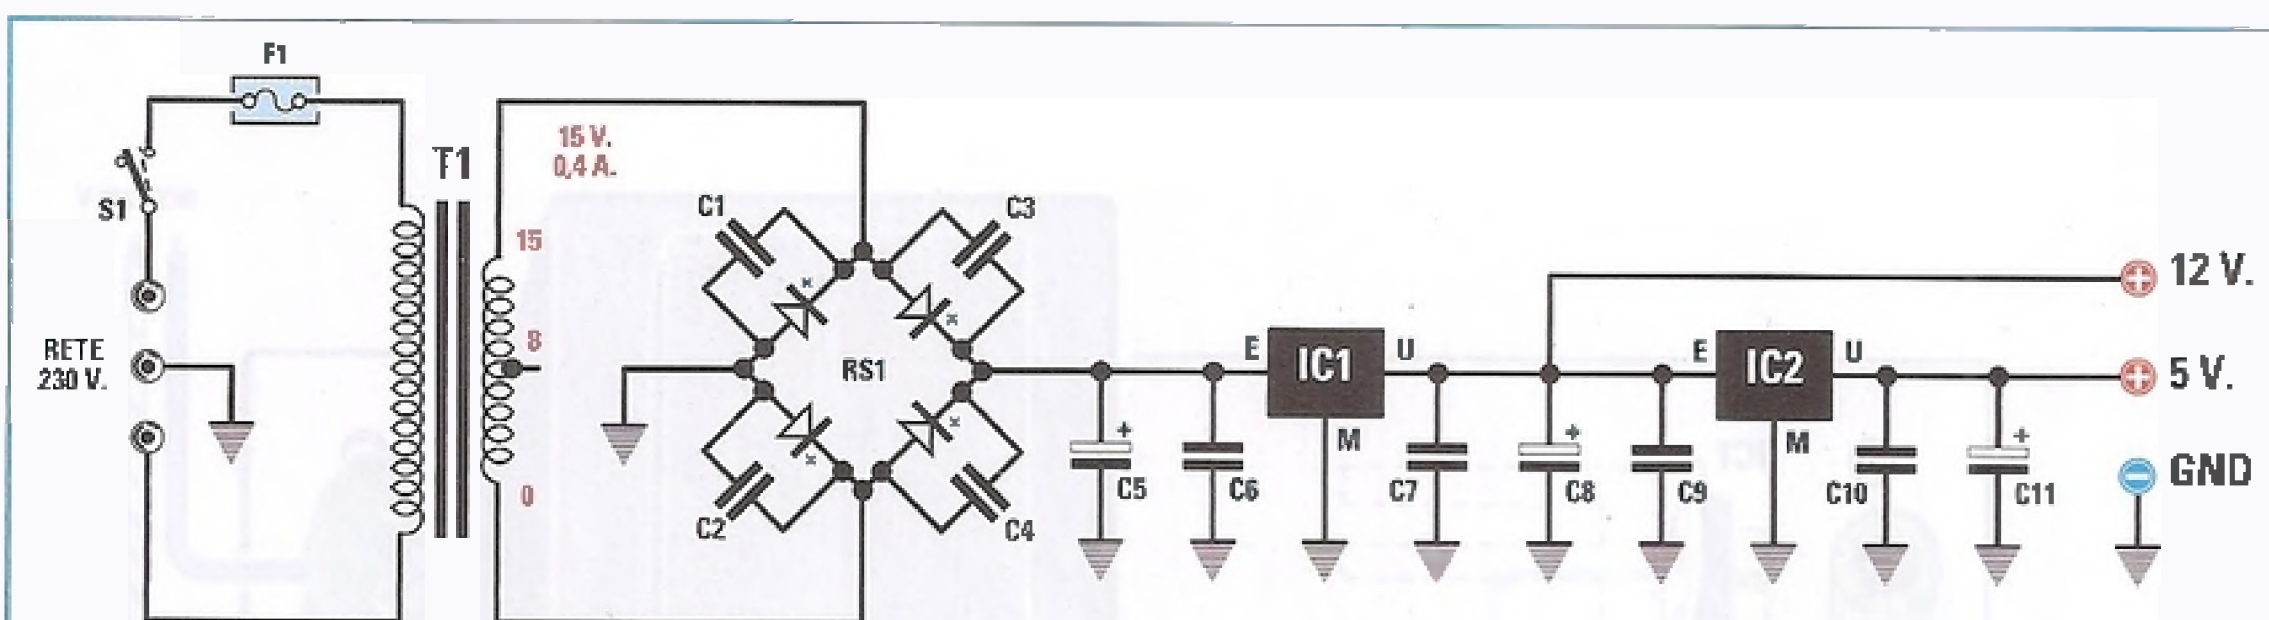 F1
S1
RETE
230 V.
T1
15 V.
0,4 A.
15
8
0
C1
C3
RS1
C2
C4
C5
C6
E
IC1
U
M
C7
C8
C9
E
IC2
U
M
C10
C11
12 V.
5 V.
GND